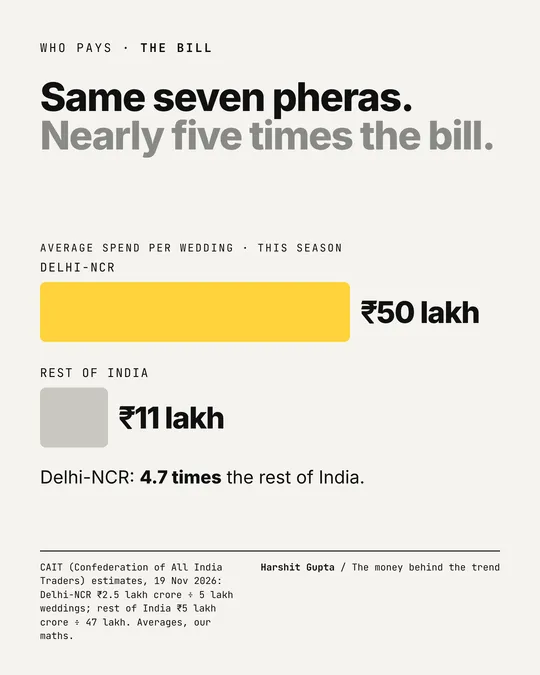 WHO PAYS · THE BILL
Same seven pheras.
Nearly five times the bill.
AVERAGE SPEND PER WEDDING · THIS SEASON
DELHI-NCR
₹50 lakh
REST OF INDIA
₹11 lakh
Delhi-NCR: 4.7 times the rest of India.
CAIT (Confederation of All India
Traders) estimates, 19 Nov 2026:
Delhi-NCR ₹2.5 lakh crore ÷ 5 lakh
weddings; rest of India ₹5 lakh
crore ÷ 47 lakh. Averages, our
maths.
Harshit Gupta / The money behind the trend